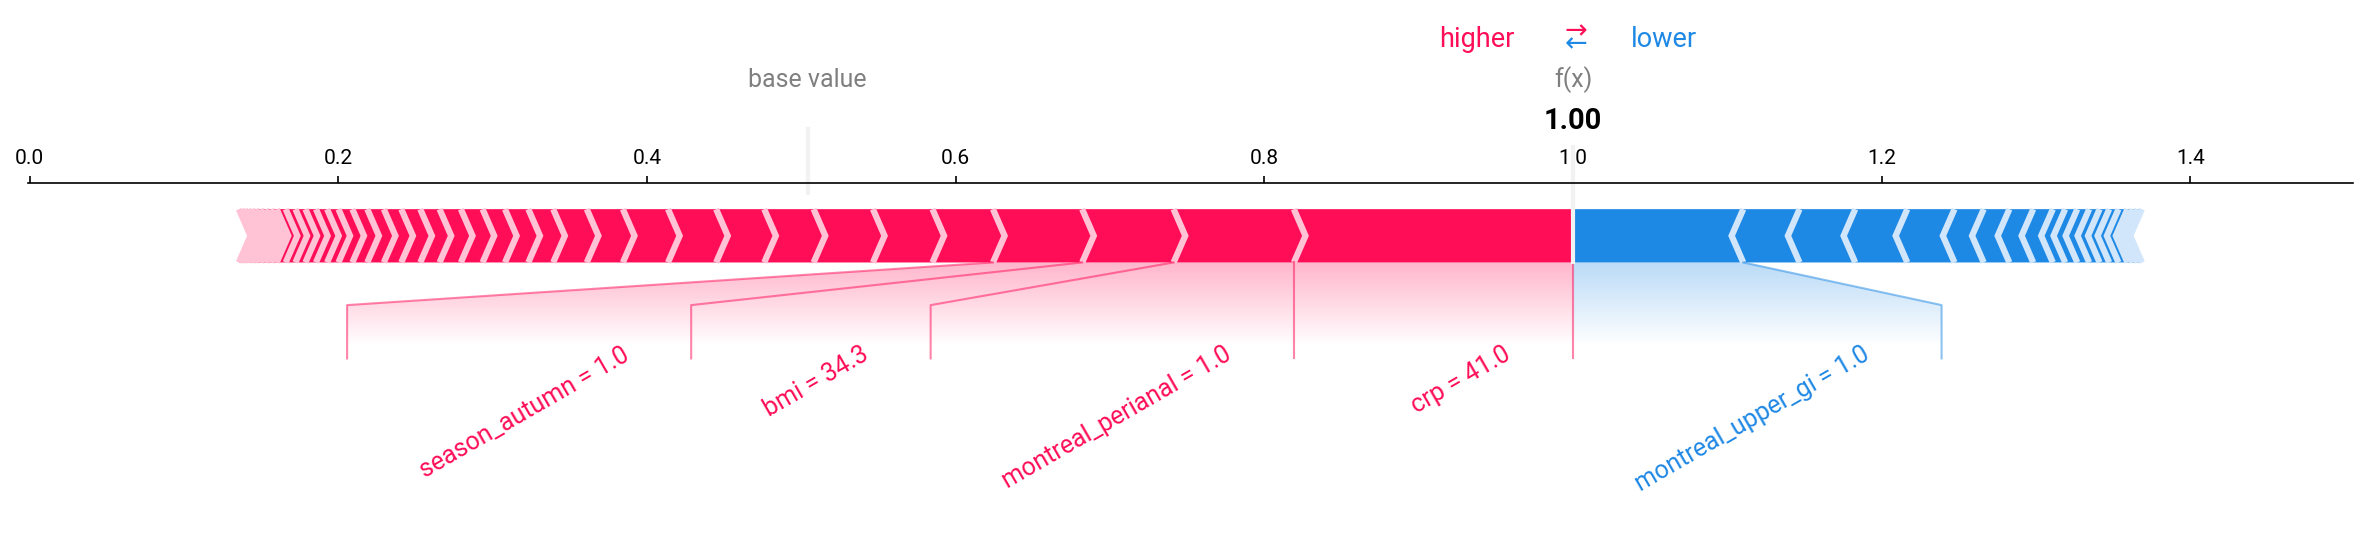 higher ⇄ lower
base value f(x)
1.00
0.0 0.2 0.4 0.6 0.8 1.0 1.2 1.4
season_autumn = 1.0
bmi = 34.3
montreal_perianal = 1.0
crp = 41.0
montreal_upper_gi = 1.0